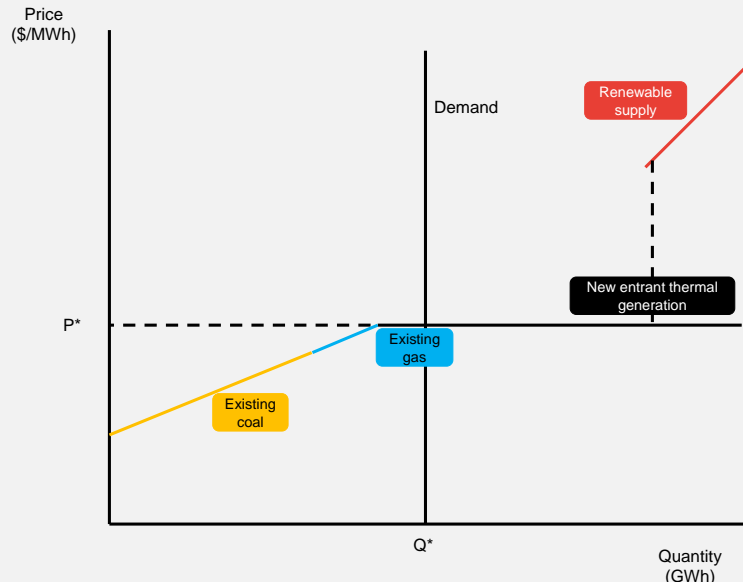 Price
($/MWh)
Demand
Renewable
supply
New entrant thermal
generation
P*
Existing
gas
Existing
coal
Q*
Quantity
(GWh)